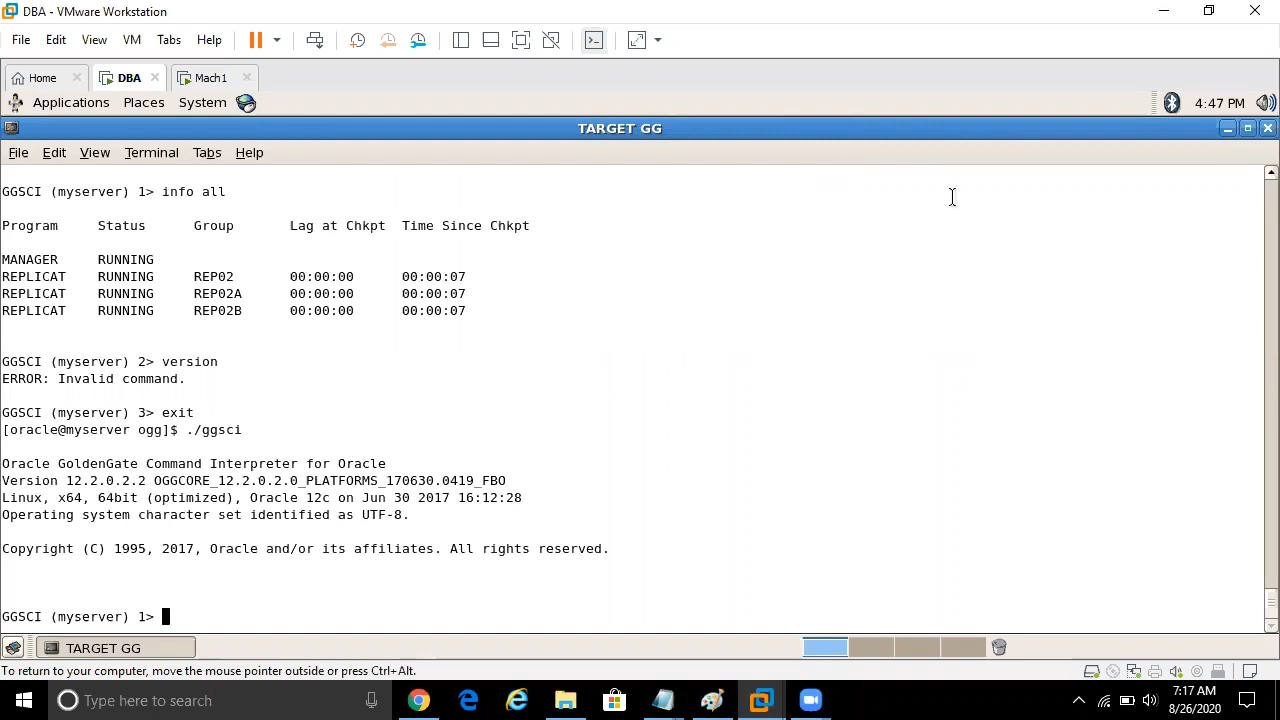 DBA - VMware Workstation
File Edit View VM Tabs Help
Home DBA Mach1
Applications Places System 4:47 PM
TARGET GG
File Edit View Terminal Tabs Help
GGSCI (myserver) 1> info all
Program Status Group Lag at Chkpt Time Since Chkpt
MANAGER RUNNING
REPLICAT RUNNING REP02 00:00:00 00:00:07
REPLICAT RUNNING REP02A 00:00:00 00:00:07
REPLICAT RUNNING REP02B 00:00:00 00:00:07
GGSCI (myserver) 2> version
ERROR: Invalid command.
GGSCI (myserver) 3> exit
[oracle@myserver ogg]$ ./ggsci
Oracle GoldenGate Command Interpreter for Oracle
Version 12.2.0.2.2 OGGCORE_12.2.0.2.0_PLATFORMS_170630.0419_FBO
Linux, x64, 64bit (optimized), Oracle 12c on Jun 30 2017 16:12:28
Operating system character set identified as UTF-8.
Copyright (C) 1995, 2017, Oracle and/or its affiliates. All rights reserved.
GGSCI (myserver) 1>
TARGET GG
To return to your computer, move the mouse pointer outside or press Ctrl+Alt.
Type here to search
7:17 AM
8/26/2020